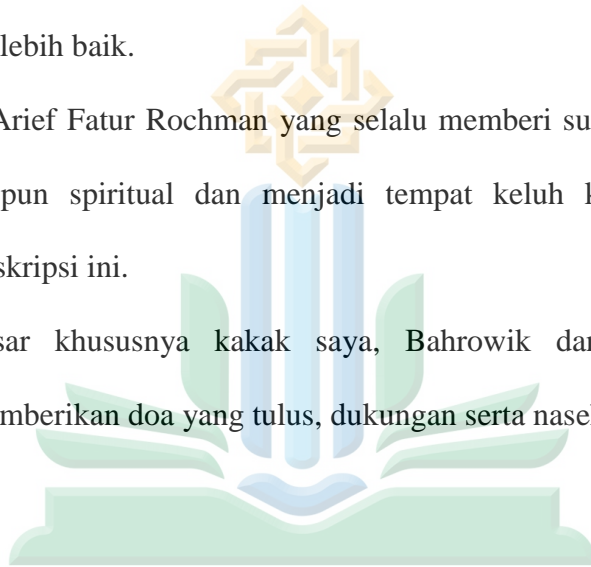 lebih baik.
Arief Fatur Rochman yang selalu memberi su
pun spiritual dan menjadi tempat keluh k
skripsi ini.
sar khususnya kakak saya, Bahrowik dan
mberikan doa yang tulus, dukungan serta nase